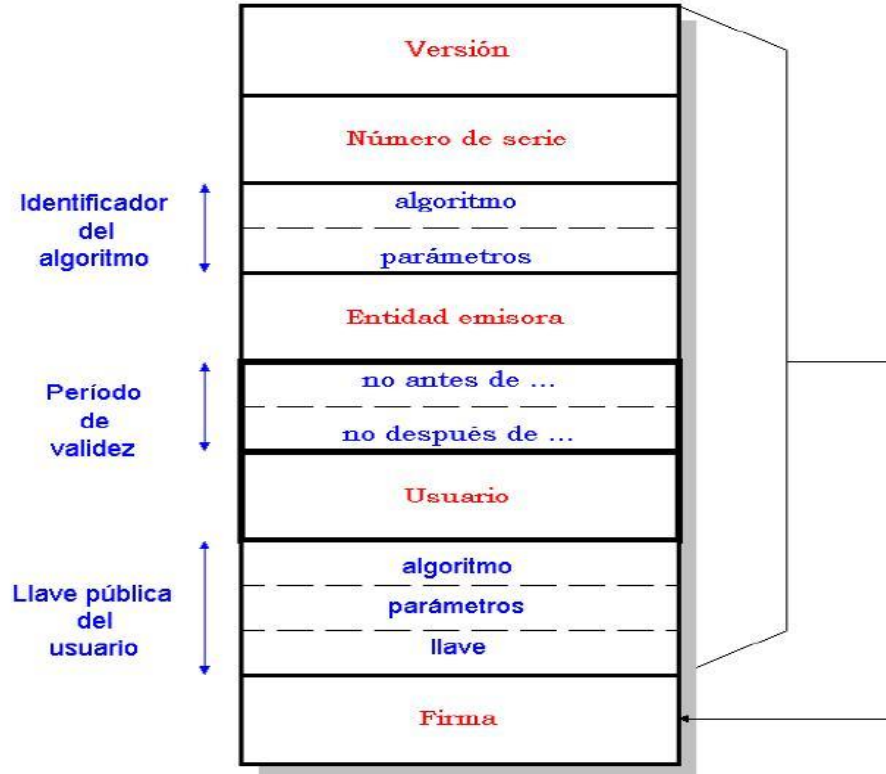 Versión
Número de serie
Identificador
del
algoritmo
algoritmo
parámetros
Entidad emisora
Período
de
validez
no antes de ...
no después de ...
Usuario
Llave pública
del
usuario
algoritmo
parámetros
llave
Firma